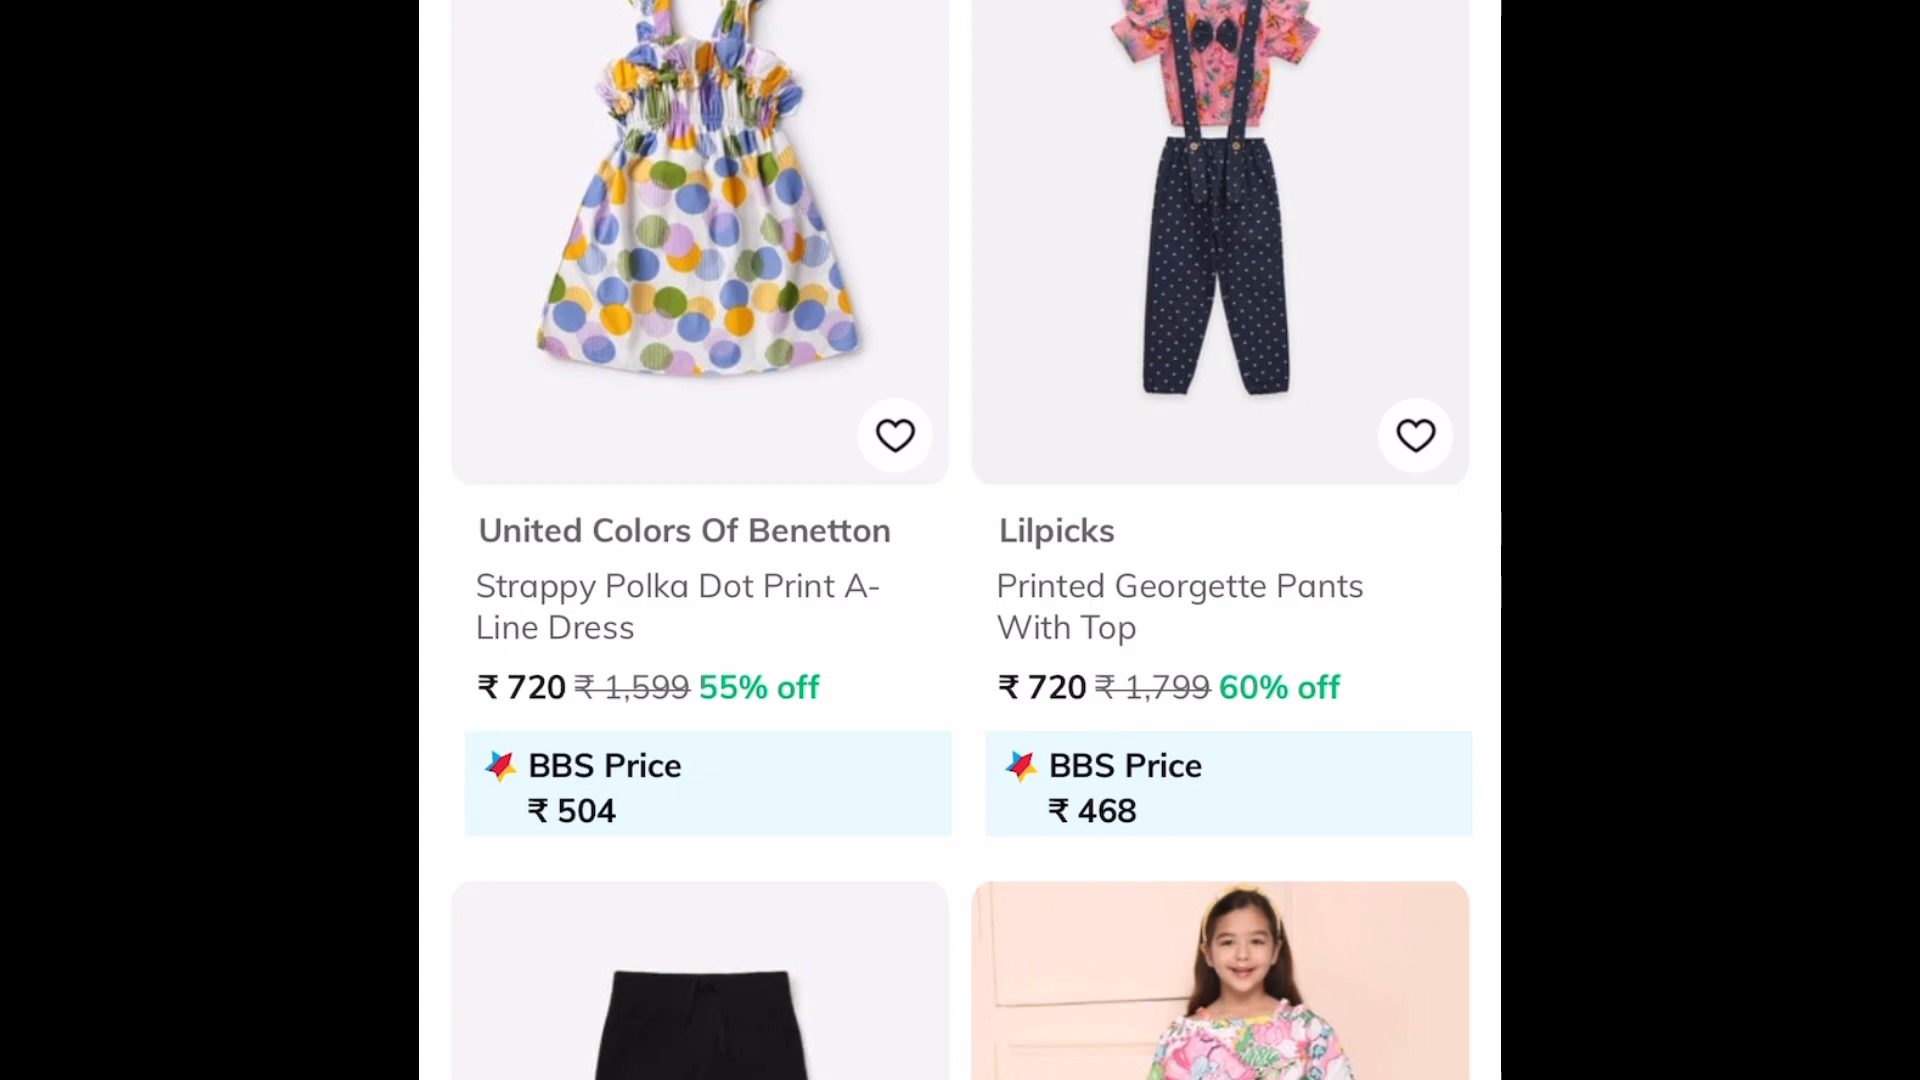 United Colors Of Benetton
Strappy Polka Dot Print A-
Line Dress
₹ 720 ₹ 1,599 55% off
BBS Price
₹ 504
Lilpicks
Printed Georgette Pants
With Top
₹ 720 ₹ 1,799 60% off
BBS Price
₹ 468